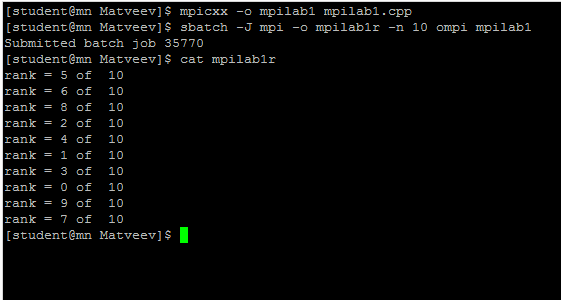 [student@mn Matveev]$ mpicxx -o mpilab1 mpilab1.cpp
[student@mn Matveev]$ sbatch -J mpi -o mpilab1r -n 10 ompi mpilab1
Submitted batch job 35770
[student@mn Matveev]$ cat mpilab1r
rank = 5 of  10
rank = 6 of  10
rank = 8 of  10
rank = 2 of  10
rank = 4 of  10
rank = 1 of  10
rank = 3 of  10
rank = 0 of  10
rank = 9 of  10
rank = 7 of  10
[student@mn Matveev]$